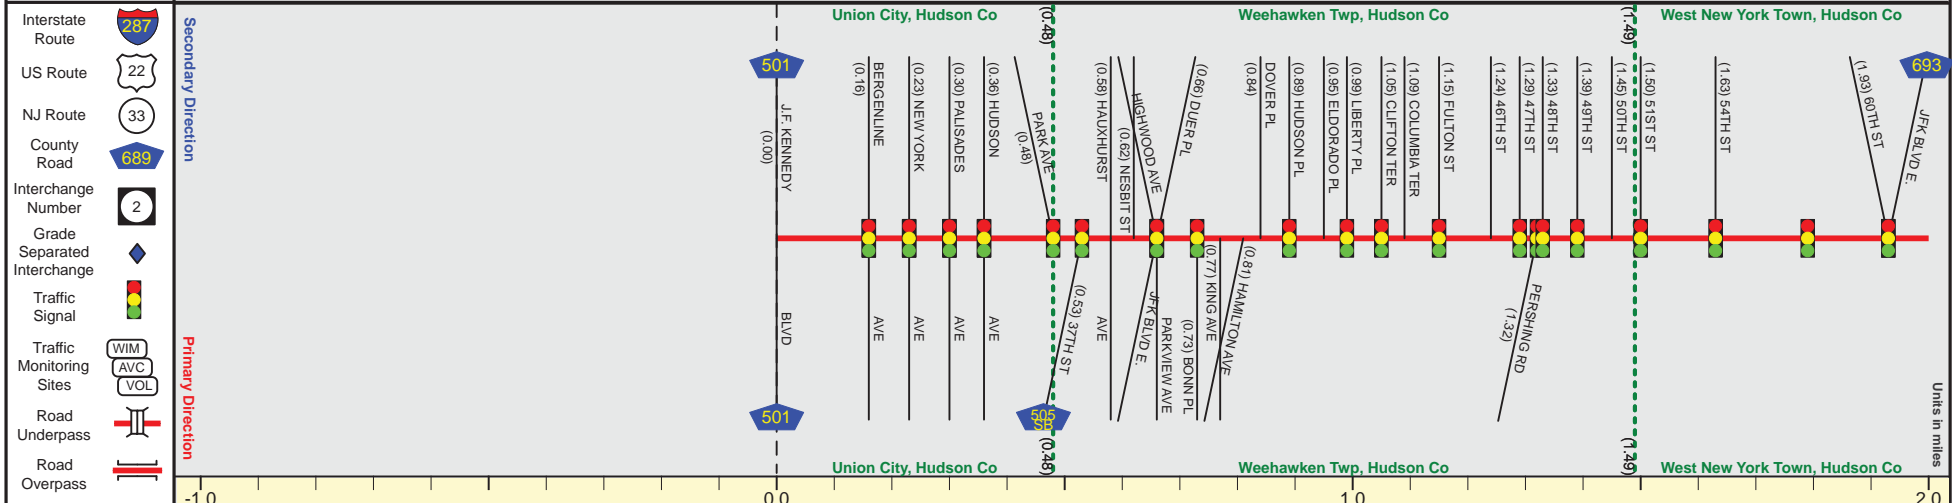 Interstate
Route
287
US Route
22
NJ Route
33
County
Road
689
Interchange
Number
2
Grade
Separated
Interchange
Traffic
Signal
Traffic
Monitoring
Sites
WIM
AVC
VOL
Road
Underpass
Road
Overpass
Secondary Direction
Primary Direction
Union City, Hudson Co
(0.48)
Weehawken Twp, Hudson Co
(1.49)
West New York Town, Hudson Co
501
J.F. KENNEDY
(0.00)
BLVD
501
BERGENLINE
(0.16)
AVE
(0.23) NEW YORK
AVE
(0.30) PALISADES
AVE
(0.36) HUDSON
AVE
PARK AVE
(0.48)
(0.53) 37TH ST
505
SB
(0.58) HAUXHURST
AVE
(0.62) NESBIT ST
HIGHWOOD AVE
(0.66) DUER PL
JFK BLVD E.
PARKVIEW AVE
(0.73) BONN PL
(0.77) KING AVE
(0.81) HAMILTON AVE
DOVER PL
(0.84)
(0.89) HUDSON PL
(0.95) ELDORADO PL
(0.99) LIBERTY PL
(1.05) CLIFTON TER
(1.09) COLUMBIA TER
(1.15) FULTON ST
(1.24) 46TH ST
(1.29) 47TH ST
PERSHING RD
(1.32)
(1.33) 48TH ST
(1.39) 49TH ST
(1.45) 50TH ST
(1.50) 51ST ST
(1.63) 54TH ST
(1.93) 60TH ST
JFK BLVD E.
693
Units in miles
Union City, Hudson Co
(0.48)
Weehawken Twp, Hudson Co
(1.49)
West New York Town, Hudson Co
-1.0
0.0
1.0
2.0